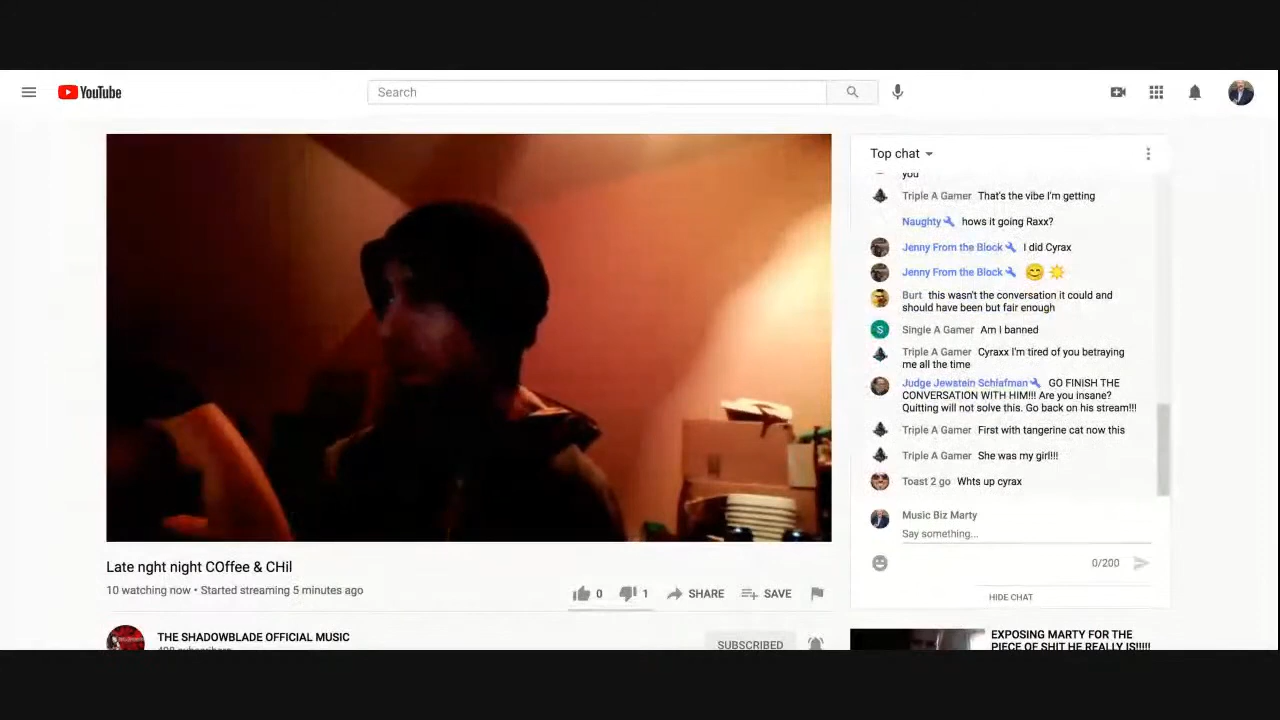 YouTube
Search
Top chat
you
Triple A Gamer That's the vibe I'm getting
Naughty hows it going Raxx?
Jenny From the Block I did Cyrax
Jenny From the Block 😊 ☀️
Burt this wasn't the conversation it could and
should have been but fair enough
S Single A Gamer Am I banned
Triple A Gamer Cyraxx I'm tired of you betraying
me all the time
Judge Jewstein Schlafman GO FINISH THE
CONVERSATION WITH HIM!!! Are you insane?
Quitting will not solve this. Go back on his stream!!!
Triple A Gamer First with tangerine cat now this
Triple A Gamer She was my girl!!!
Toast 2 go Whts up cyrax
Music Biz Marty
Say something...
0/200
HIDE CHAT
Late nght night COffee & CHil
10 watching now • Started streaming 5 minutes ago
0 1 SHARE SAVE
THE SHADOWBLADE OFFICIAL MUSIC
SUBSCRIBED
EXPOSING MARTY FOR THE
PIECE OF SHIT HE REALLY IS!!!!!